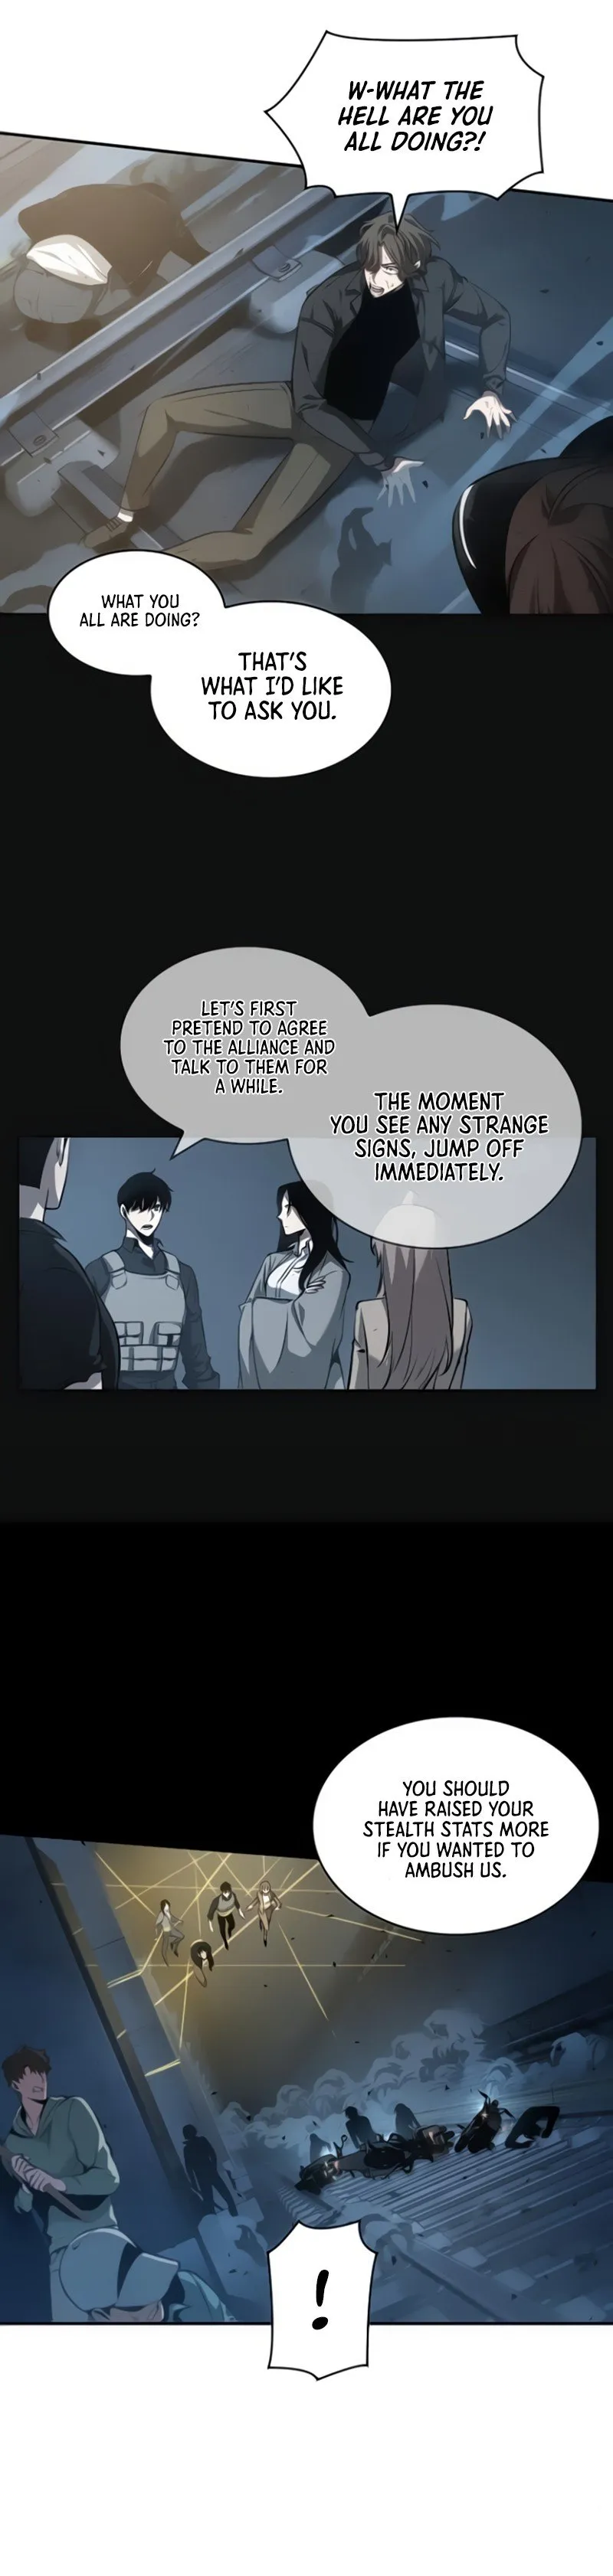 W-WHAT THE
HELL ARE YOU
ALL DOING?!
WHAT YOU
ALL ARE DOING?
THAT'S
WHAT I'D LIKE
TO ASK YOU.
LET'S FIRST
PRETEND TO AGREE
TO THE ALLIANCE AND
TALK TO THEM FOR
A WHILE.
THE MOMENT
YOU SEE ANY STRANGE
SIGNS, JUMP OFF
IMMEDIATELY.
YOU SHOULD
HAVE RAISED YOUR
STEALTH STATS MORE
IF YOU WANTED TO
AMBUSH US.
!